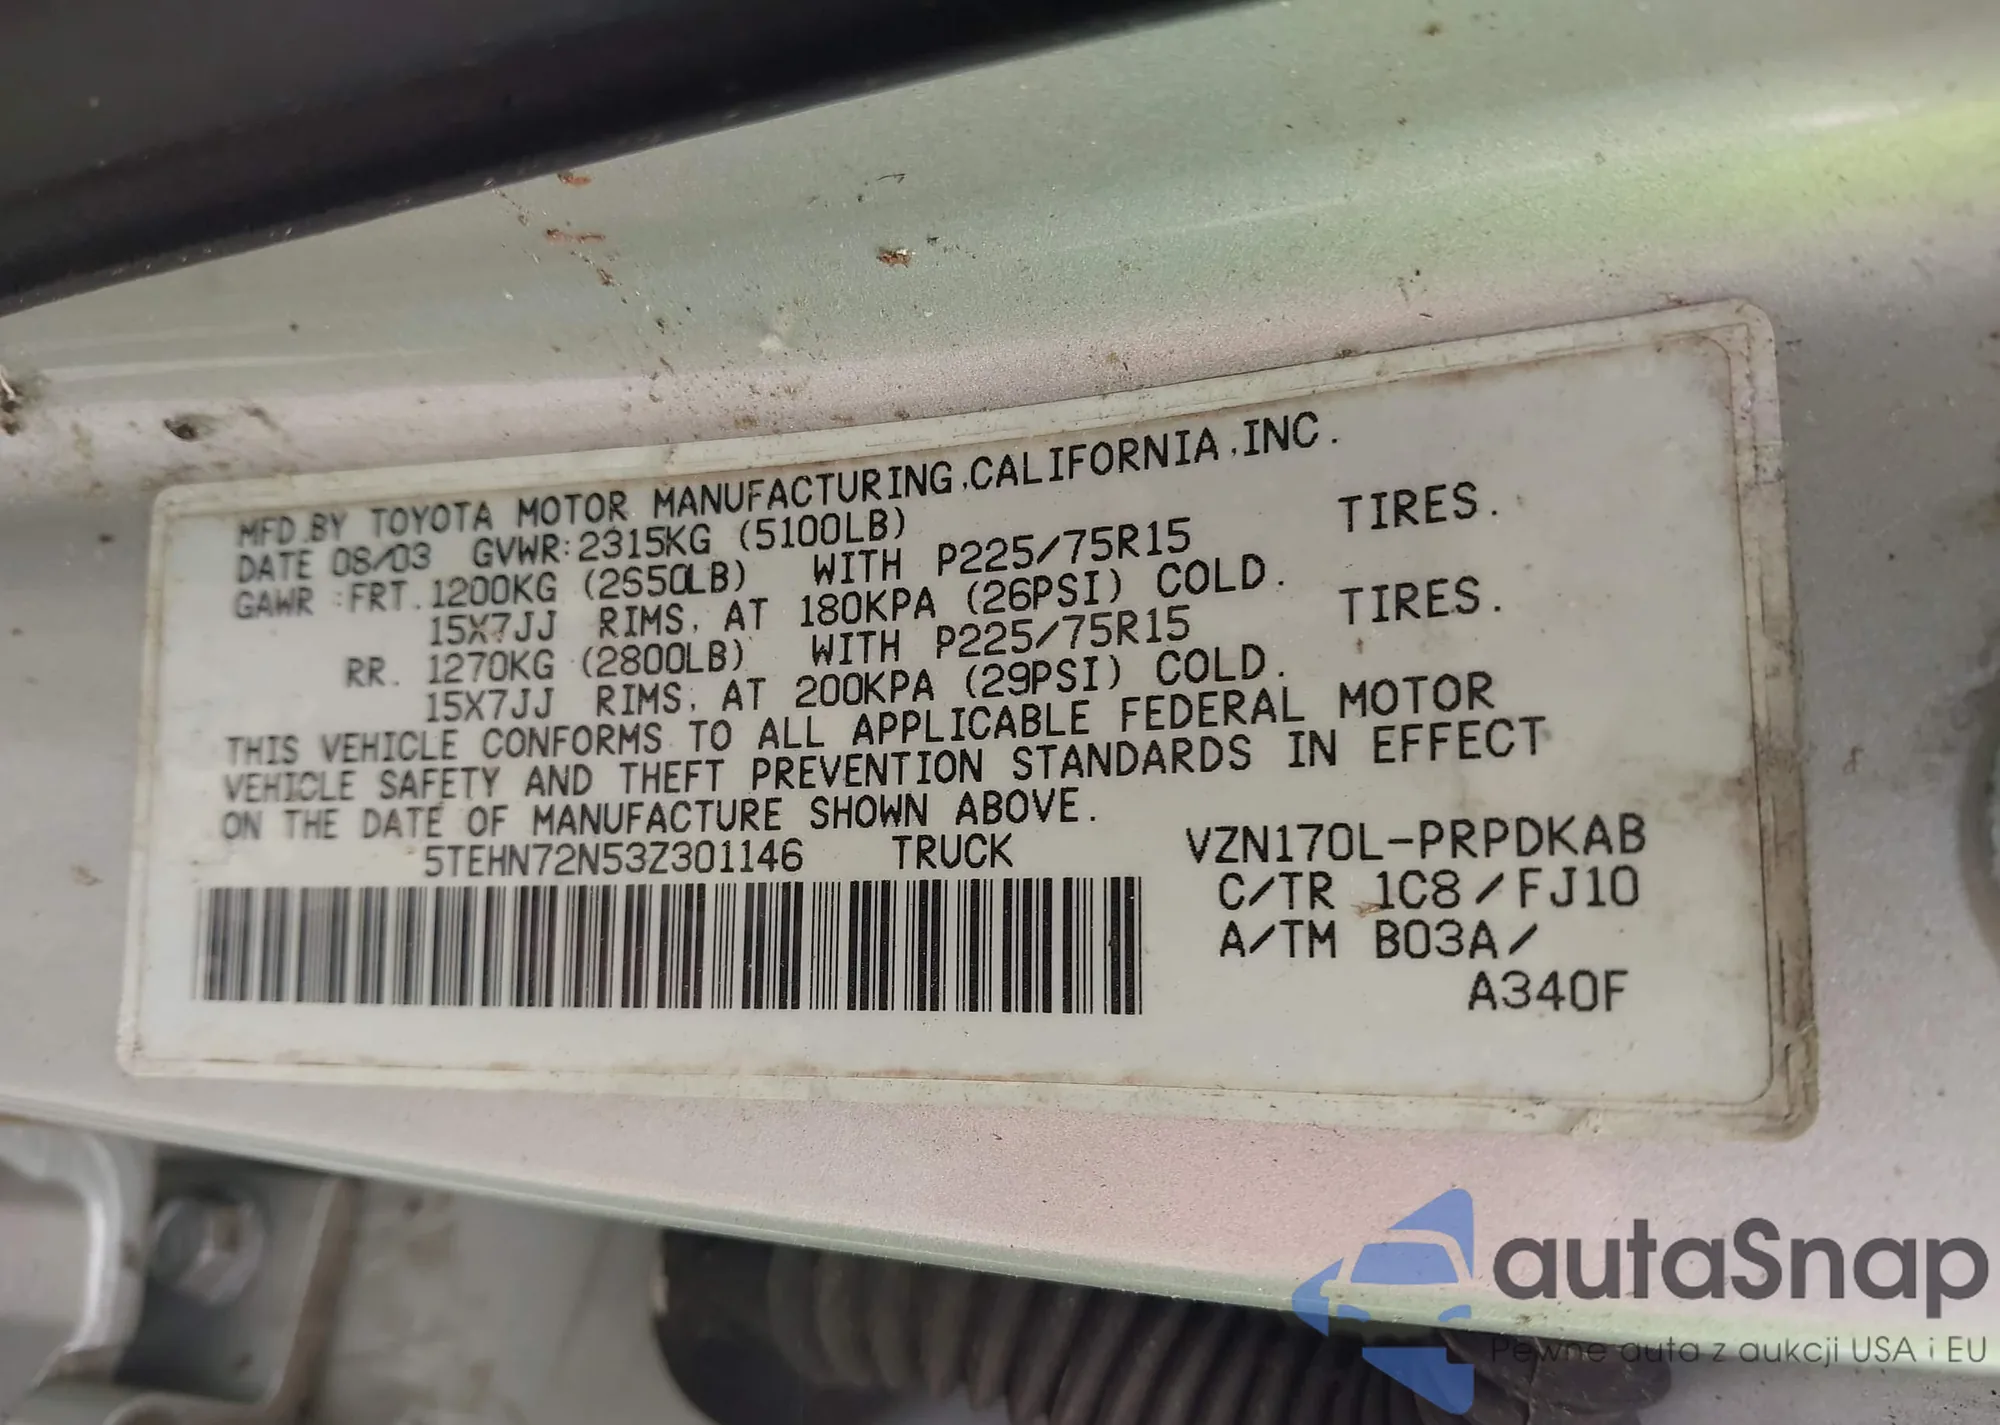 MFD.BY TOYOTA MOTOR MANUFACTURING,CALIFORNIA,INC.
DATE 08/03 GVWR:2315KG (5100LB)
GAWR :FRT. 1200KG (2650LB) WITH P225/75R15 TIRES.
15X7JJ RIMS, AT 180KPA (26PSI) COLD.
RR. 1270KG (2800LB) WITH P225/75R15 TIRES.
15X7JJ RIMS, AT 200KPA (29PSI) COLD.
THIS VEHICLE CONFORMS TO ALL APPLICABLE FEDERAL MOTOR
VEHICLE SAFETY AND THEFT PREVENTION STANDARDS IN EFFECT
ON THE DATE OF MANUFACTURE SHOWN ABOVE.
5TEHN72N53Z301146 TRUCK VZN170L-PRPDKAB
C/TR 1C8/FJ10
A/TM B03A/
A340F
autaSnap
Pewne auta z aukcji USA i EU